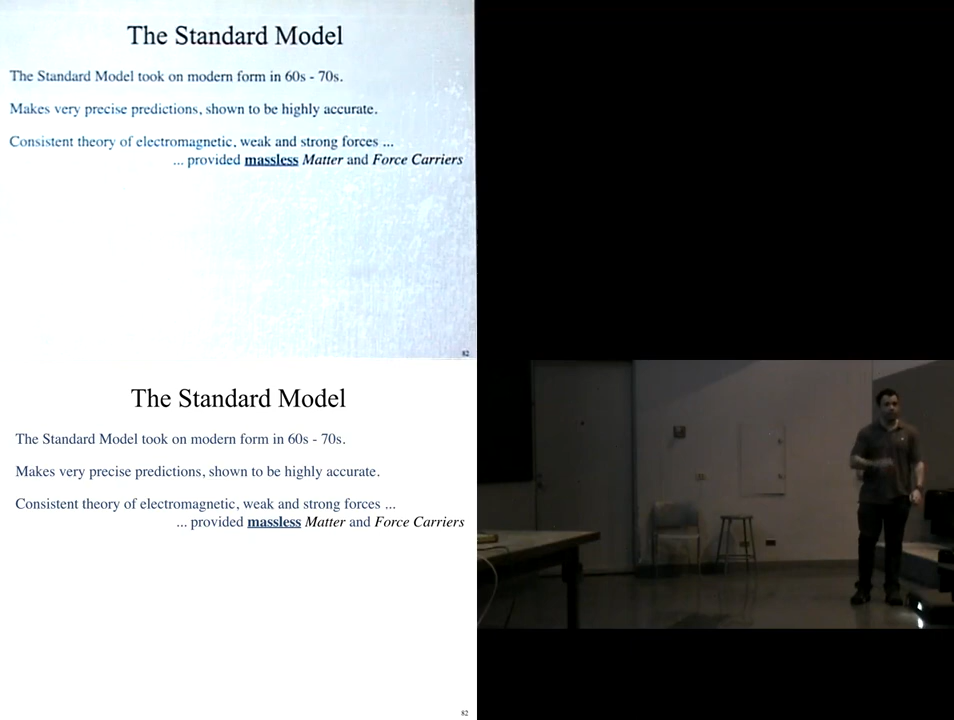 The Standard Model
The Standard Model took on modern form in 60s - 70s.
Makes very precise predictions, shown to be highly accurate.
Consistent theory of electromagnetic, weak and strong forces ...
... provided massless Matter and Force Carriers
82
The Standard Model
The Standard Model took on modern form in 60s - 70s.
Makes very precise predictions, shown to be highly accurate.
Consistent theory of electromagnetic, weak and strong forces ...
... provided massless Matter and Force Carriers
82